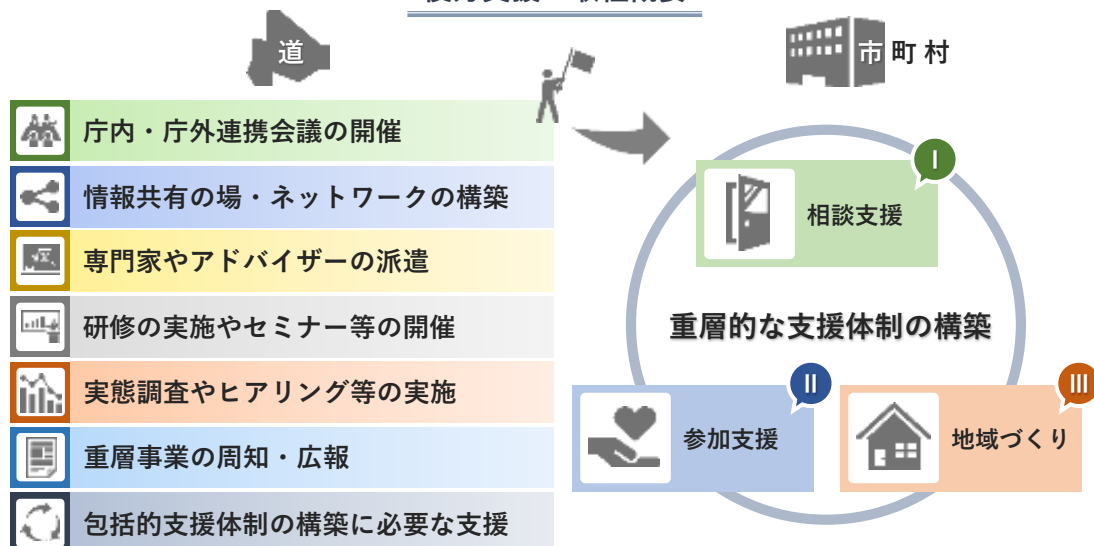 道
庁内・庁外連携会議の開催
情報共有の場・ネットワークの構築
専門家やアドバイザーの派遣
研修の実施やセミナー等の開催
実態調査やヒアリング等の実施
重層事業の周知・広報
包括的支援体制の構築に必要な支援
市町村
Ⅰ
相談支援
重層的な支援体制の構築
Ⅱ
参加支援
Ⅲ
地域づくり